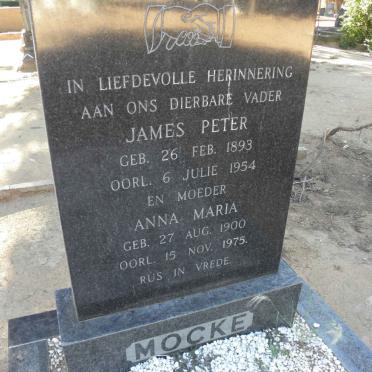 IN LIEFDEVOLLE HERINNERING
AAN ONS DIERBARE VADER
JAMES PETER
GEB. 26 FEB. 1893
OORL. 6 JULIE 1954
EN MOEDER
ANNA MARIA
GEB. 27 AUG. 1900
OORL. 15 NOV. 1975.
RUS IN VREDE.
MOCKE